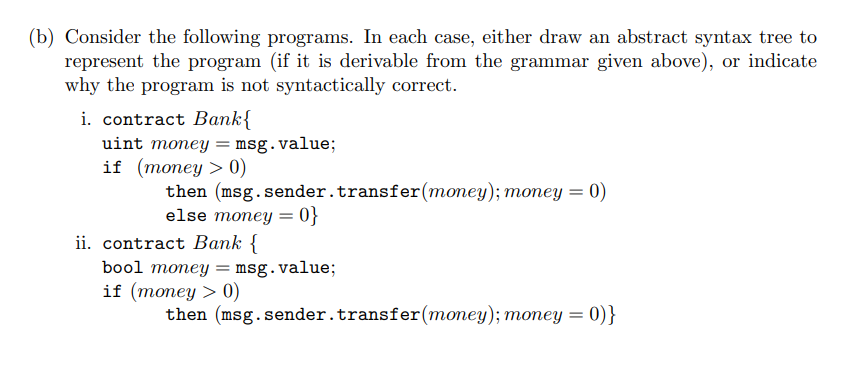 (b) Consider the following programs. In each case, either draw an abstract syntax tree to
represent the program (if it is derivable from the grammar given above), or indicate
why the program is not syntactically correct.
i. contract Bank{
uint money = msg.value;
if (money > 0)
then (msg.sender.transfer(money); money = 0)
else money = 0}
ii. contract Bank {
bool money = msg.value;
if (money > 0)
then (msg.sender.transfer(money); money = 0)}